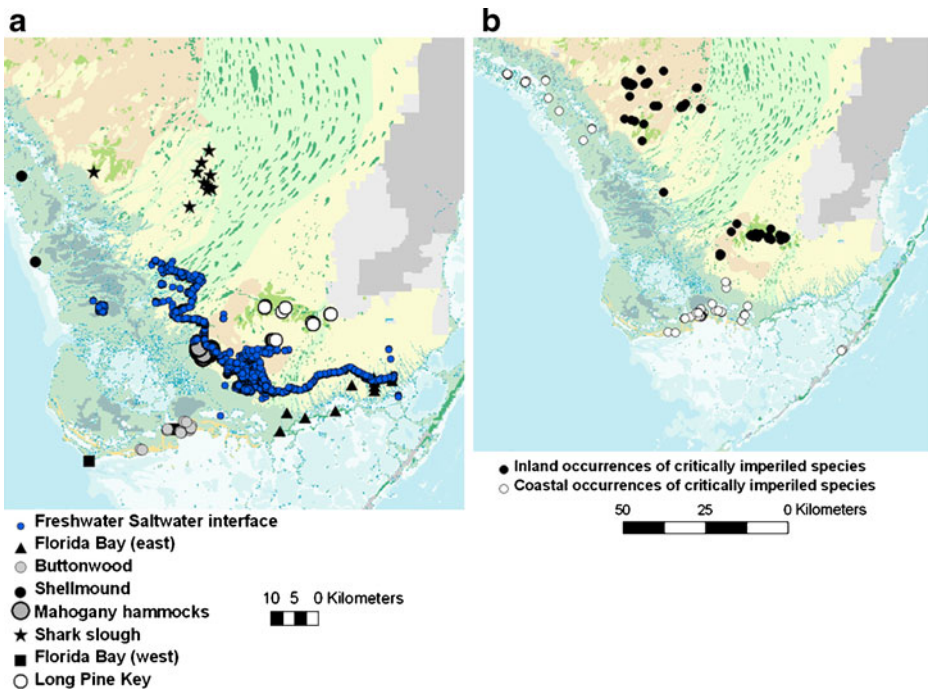 a
b
Freshwater Saltwater interface
Florida Bay (east)
Buttonwood
Shellmound
Mahogany hammocks
Shark slough
Florida Bay (west)
Long Pine Key
10 5 0 Kilometers
Inland occurrences of critically imperiled species
Coastal occurrences of critically imperiled species
50 25 0 Kilometers